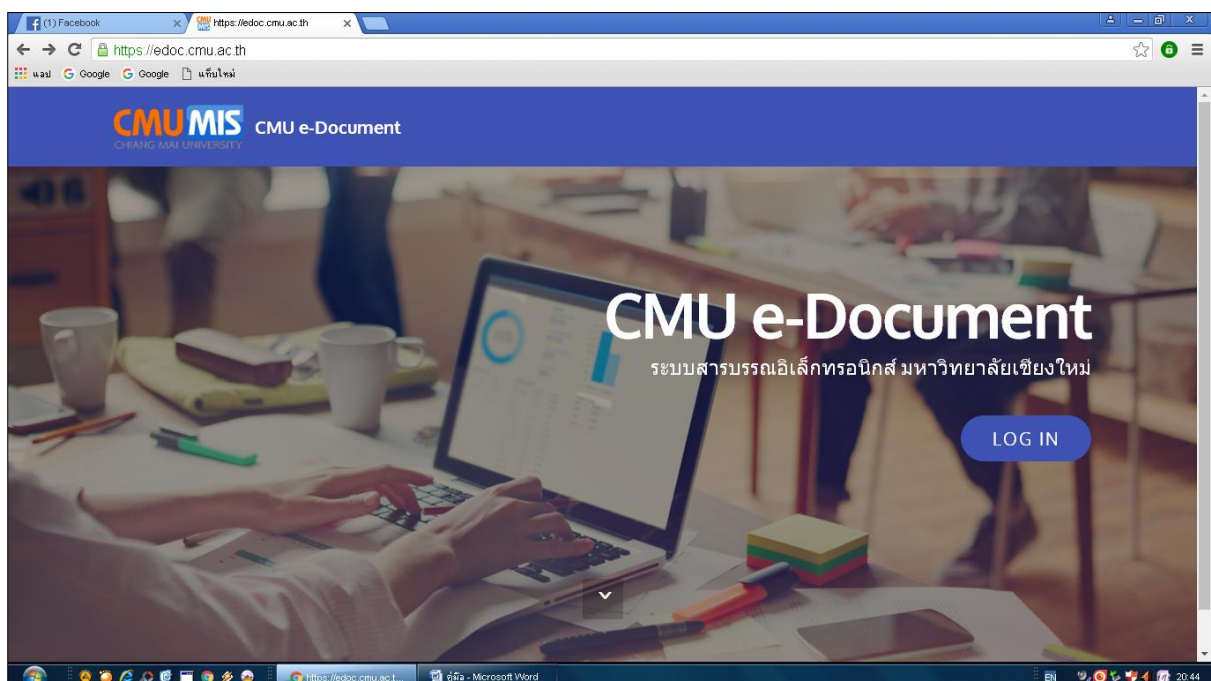 (1) Facebook
https://edoc.cmu.ac.th
https://edoc.cmu.ac.th
แอป Google Google แท็บใหม่
CMU MIS
CHIANG MAI UNIVERSITY
CMU e-Document
CMU e-Document
ระบบสารบรรณอิเล็กทรอนิกส์ มหาวิทยาลัยเชียงใหม่
LOG IN
https://edoc.cmu.ac.t... คู่มือ - Microsoft Word EN 20:44